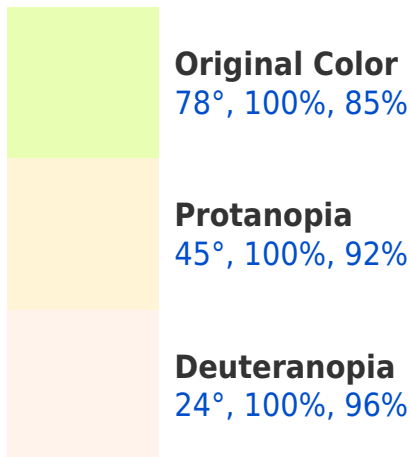 Original Color
78°, 100%, 85%
Protanopia
45°, 100%, 92%
Deuteranopia
24°, 100%, 96%